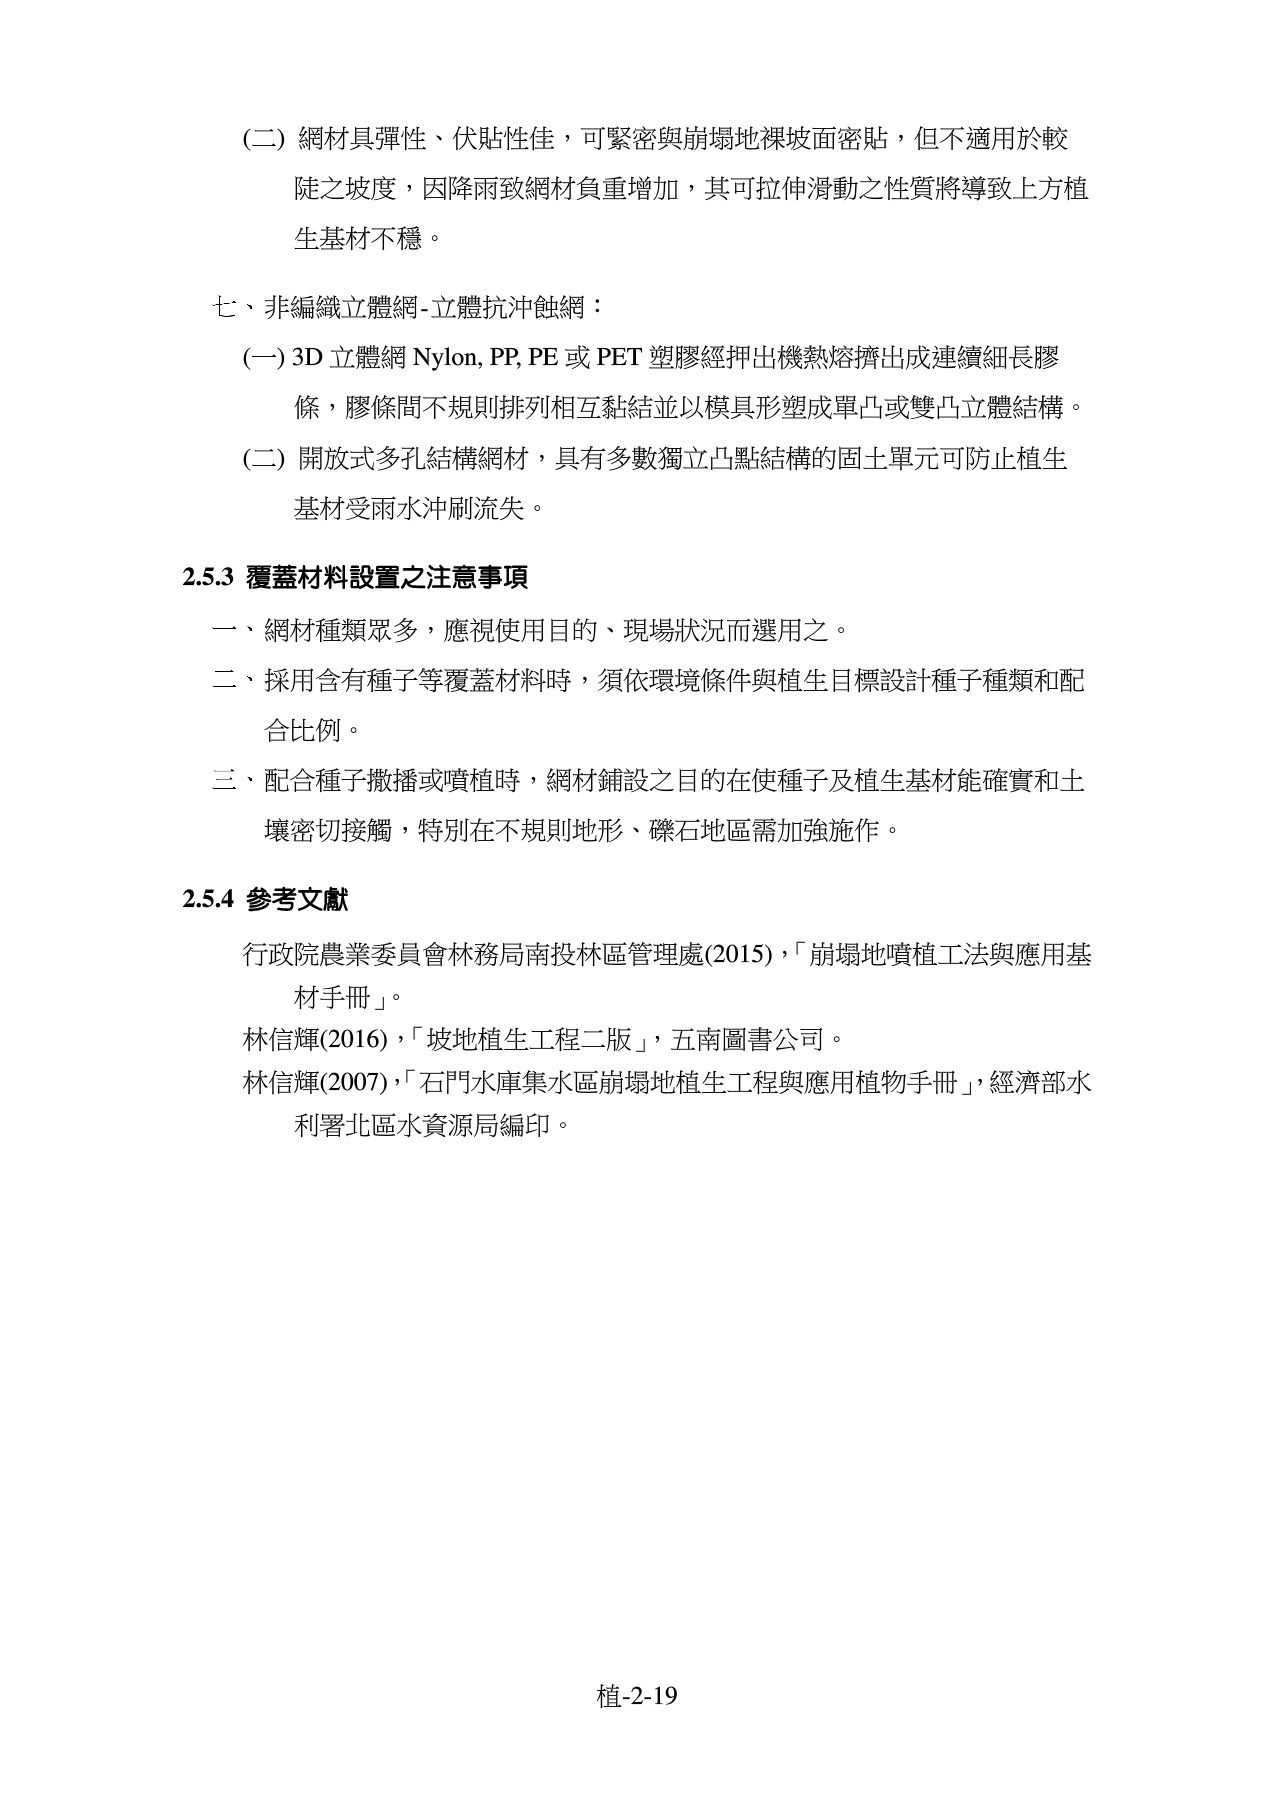 (二) 網材具彈性、伏貼性佳，可緊密與崩塌地裸坡面密貼，但不適用於較
陡之坡度，因降雨致網材負重增加，其可拉伸滑動之性質將導致上方植
生基材不穩。
七、非編織立體網-立體抗沖蝕網：
(一) 3D 立體網 Nylon, PP, PE 或 PET 塑膠經押出機熱熔擠出成連續細長膠
條，膠條間不規則排列相互黏結並以模具形塑成單凸或雙凸立體結構。
(二) 開放式多孔結構網材，具有多數獨立凸點結構的固土單元可防止植生
基材受雨水沖刷流失。
2.5.3 覆蓋材料設置之注意事項
一、網材種類眾多，應視使用目的、現場狀況而選用之。
二、採用含有種子等覆蓋材料時，須依環境條件與植生目標設計種子種類和配
合比例。
三、配合種子撒播或噴植時，網材鋪設之目的在使種子及植生基材能確實和土
壤密切接觸，特別在不規則地形、礫石地區需加強施作。
2.5.4 參考文獻
行政院農業委員會林務局南投林區管理處(2015)，「崩塌地噴植工法與應用基
材手冊」。
林信輝(2016)，「坡地植生工程二版」，五南圖書公司。
林信輝(2007)，「石門水庫集水區崩塌地植生工程與應用植物手冊」，經濟部水
利署北區水資源局編印。
植-2-19